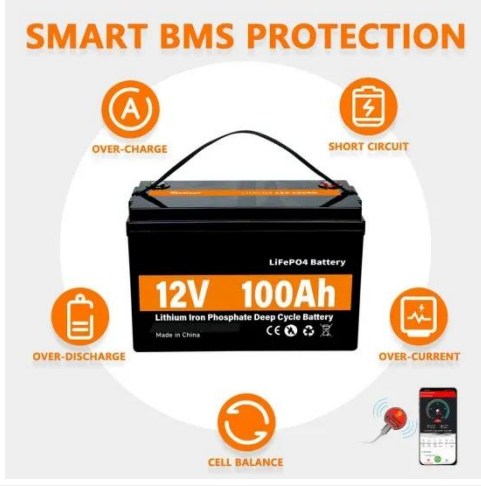 SMART BMS PROTECTION
A
OVER-CHARGE
SHORT CIRCUIT
LiFePO4 Battery
12V 100Ah
Lithium Iron Phosphate Deep Cycle Battery
Made in China
CE
OVER-DISCHARGE
OVER-CURRENT
CELL BALANCE